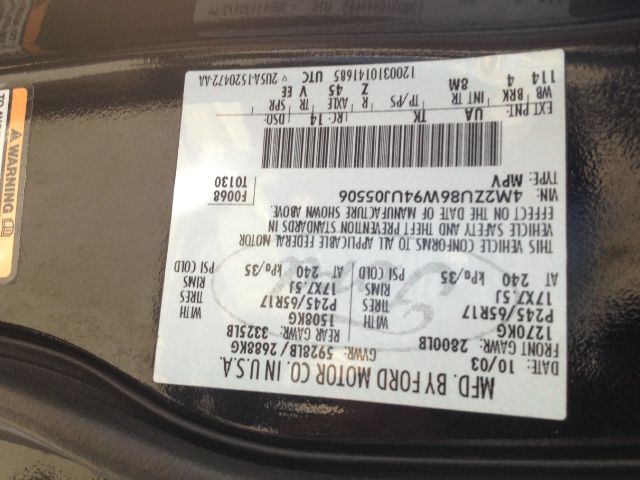 MFD. BY FORD MOTOR CO. IN U.S.A.
DATE: 10/03 GVWR: 5928LB/2688KG
FRONT GAWR: 2800LB REAR GAWR: 3325LB
1270KG 1508KG
P245/65R17 TIRES P245/65R17 TIRES WITH
17X7.5J RIMS 17X7.5J RIMS
AT 240 kPa/35 PSI COLD AT 240 kPa/35 PSI COLD
Ford
THIS VEHICLE CONFORMS TO ALL APPLICABLE FEDERAL MOTOR
VEHICLE SAFETY AND THEFT PREVENTION STANDARDS IN
EFFECT ON THE DATE OF MANUFACTURE SHOWN ABOVE.
VIN: 4M2ZU86W94UJ05506 F0068
TYPE: MPV T0130
EXT PNT: UA TK RC: 14 DSO:
WB BRK INT TR TP/PS R AXLE TR SPR
114 4 8M Z 45 V EE
1200310141685 UTC 2U5A-1520472-AA
WARNING